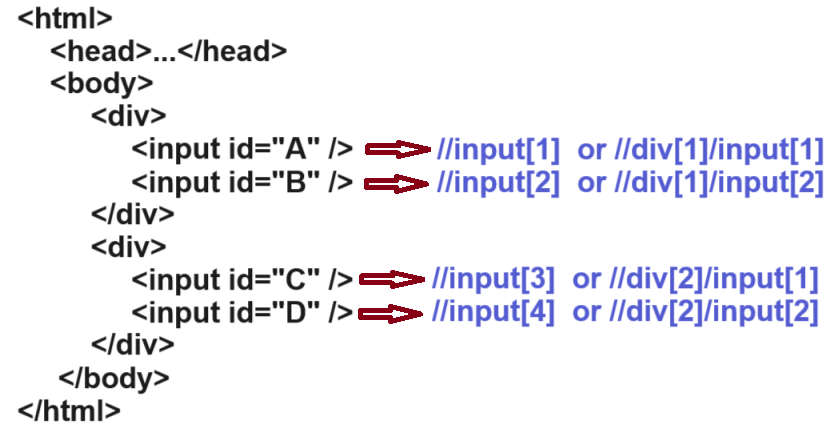 <html>
<head>...</head>
<body>
<div>
<input id="A" /> //input[1] or //div[1]/input[1]
<input id="B" /> //input[2] or //div[1]/input[2]
</div>
<div>
<input id="C" /> //input[3] or //div[2]/input[1]
<input id="D" /> //input[4] or //div[2]/input[2]
</div>
</body>
</html>